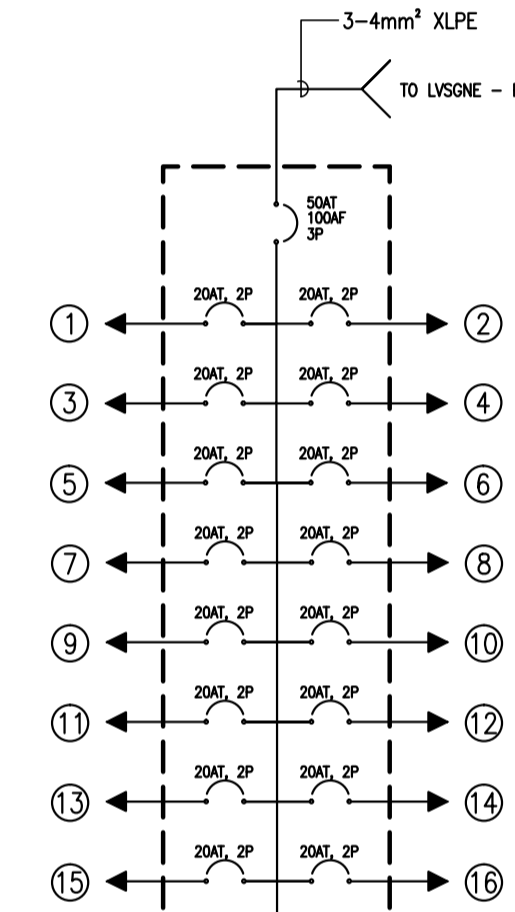 3-4mm² XLPE
TO LVSGNE -
50AT
100AF
3P
20AT, 2P 20AT, 2P
1 2
20AT, 2P 20AT, 2P
3 4
20AT, 2P 20AT, 2P
5 6
20AT, 2P 20AT, 2P
7 8
20AT, 2P 20AT, 2P
9 10
20AT, 2P 20AT, 2P
11 12
20AT, 2P 20AT, 2P
13 14
20AT, 2P 20AT, 2P
15 16